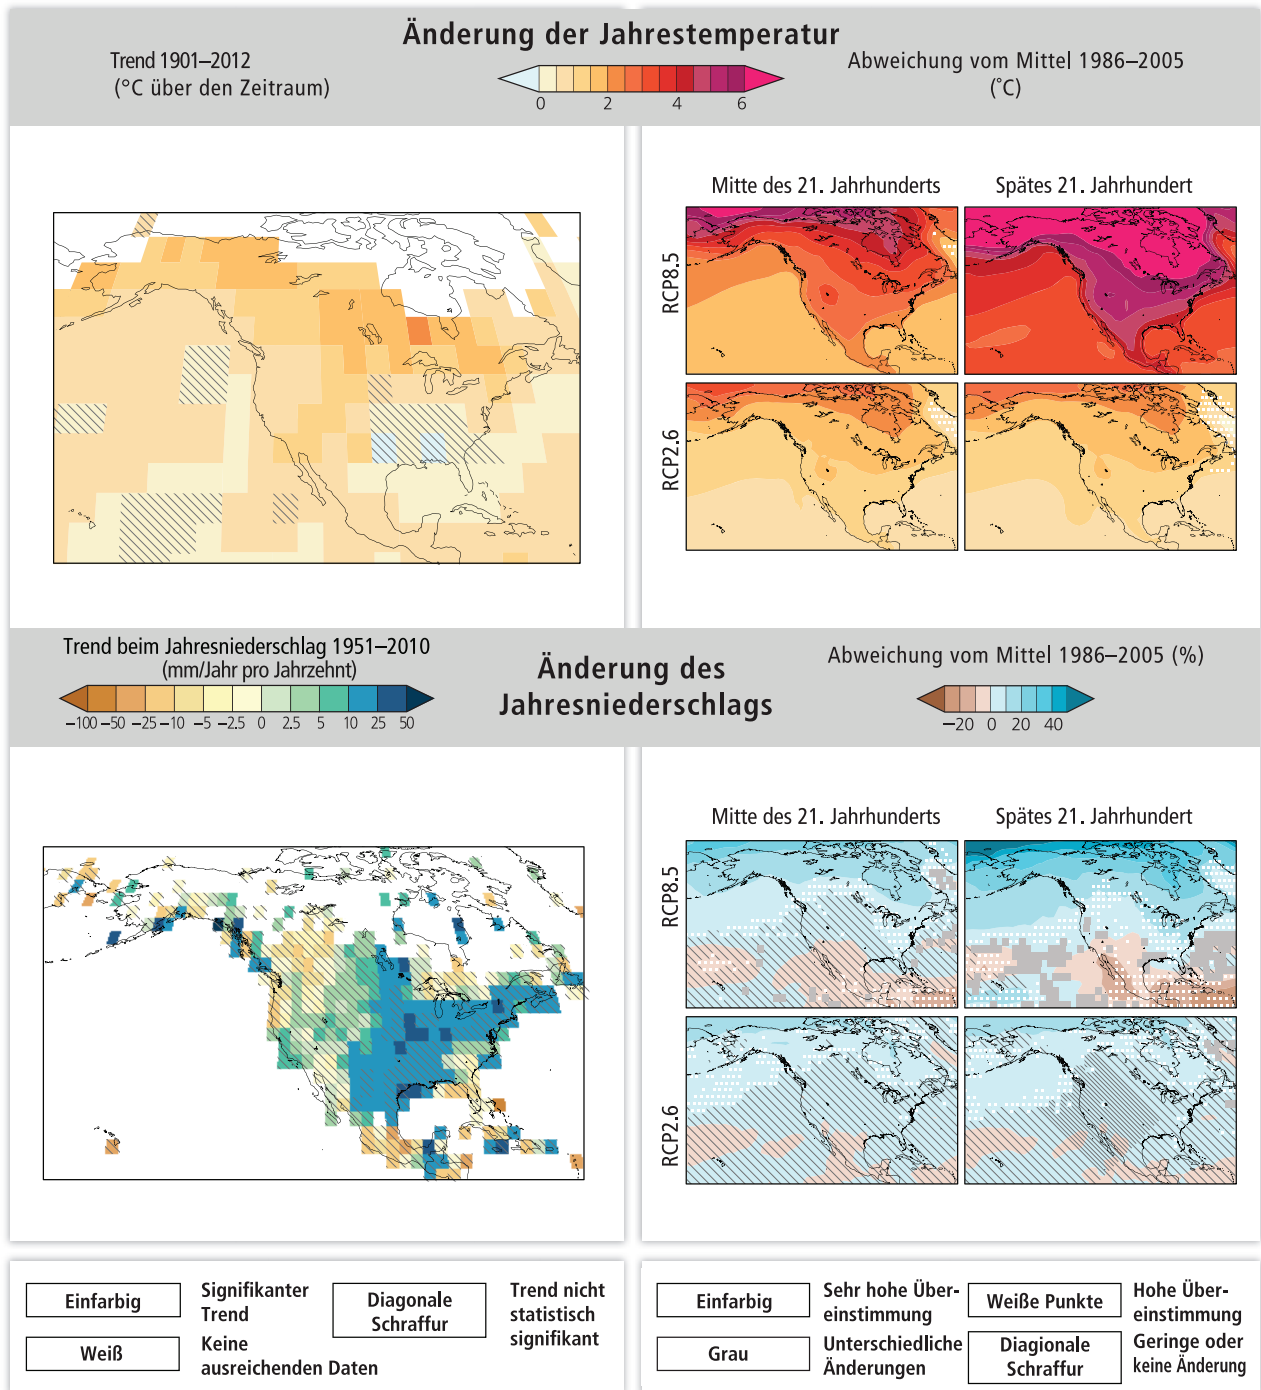 Änderung der Jahrestemperatur
Trend 1901–2012
(°C über den Zeitraum)
0 2 4 6
Abweichung vom Mittel 1986–2005
(˚C)
Mitte des 21. Jahrhunderts
Spätes 21. Jahrhundert
RCP8.5
RCP2.6
Trend beim Jahresniederschlag 1951–2010
(mm/Jahr pro Jahrzehnt)
−100 −50 −25 −10 −5 −2.5 0 2.5 5 10 25 50
Änderung des
Jahresniederschlags
Abweichung vom Mittel 1986–2005 (%)
−20 0 20 40
Mitte des 21. Jahrhunderts
Spätes 21. Jahrhundert
RCP8.5
RCP2.6
Einfarbig
Signifikanter
Trend
Diagonale
Schraffur
Trend nicht
statistisch
signifikant
Weiß
Keine
ausreichenden Daten
Einfarbig
Sehr hohe Über-
einstimmung
Weiße Punkte
Hohe Über-
einstimmung
Grau
Unterschiedliche
Änderungen
Diagionale
Schraffur
Geringe oder
keine Änderung